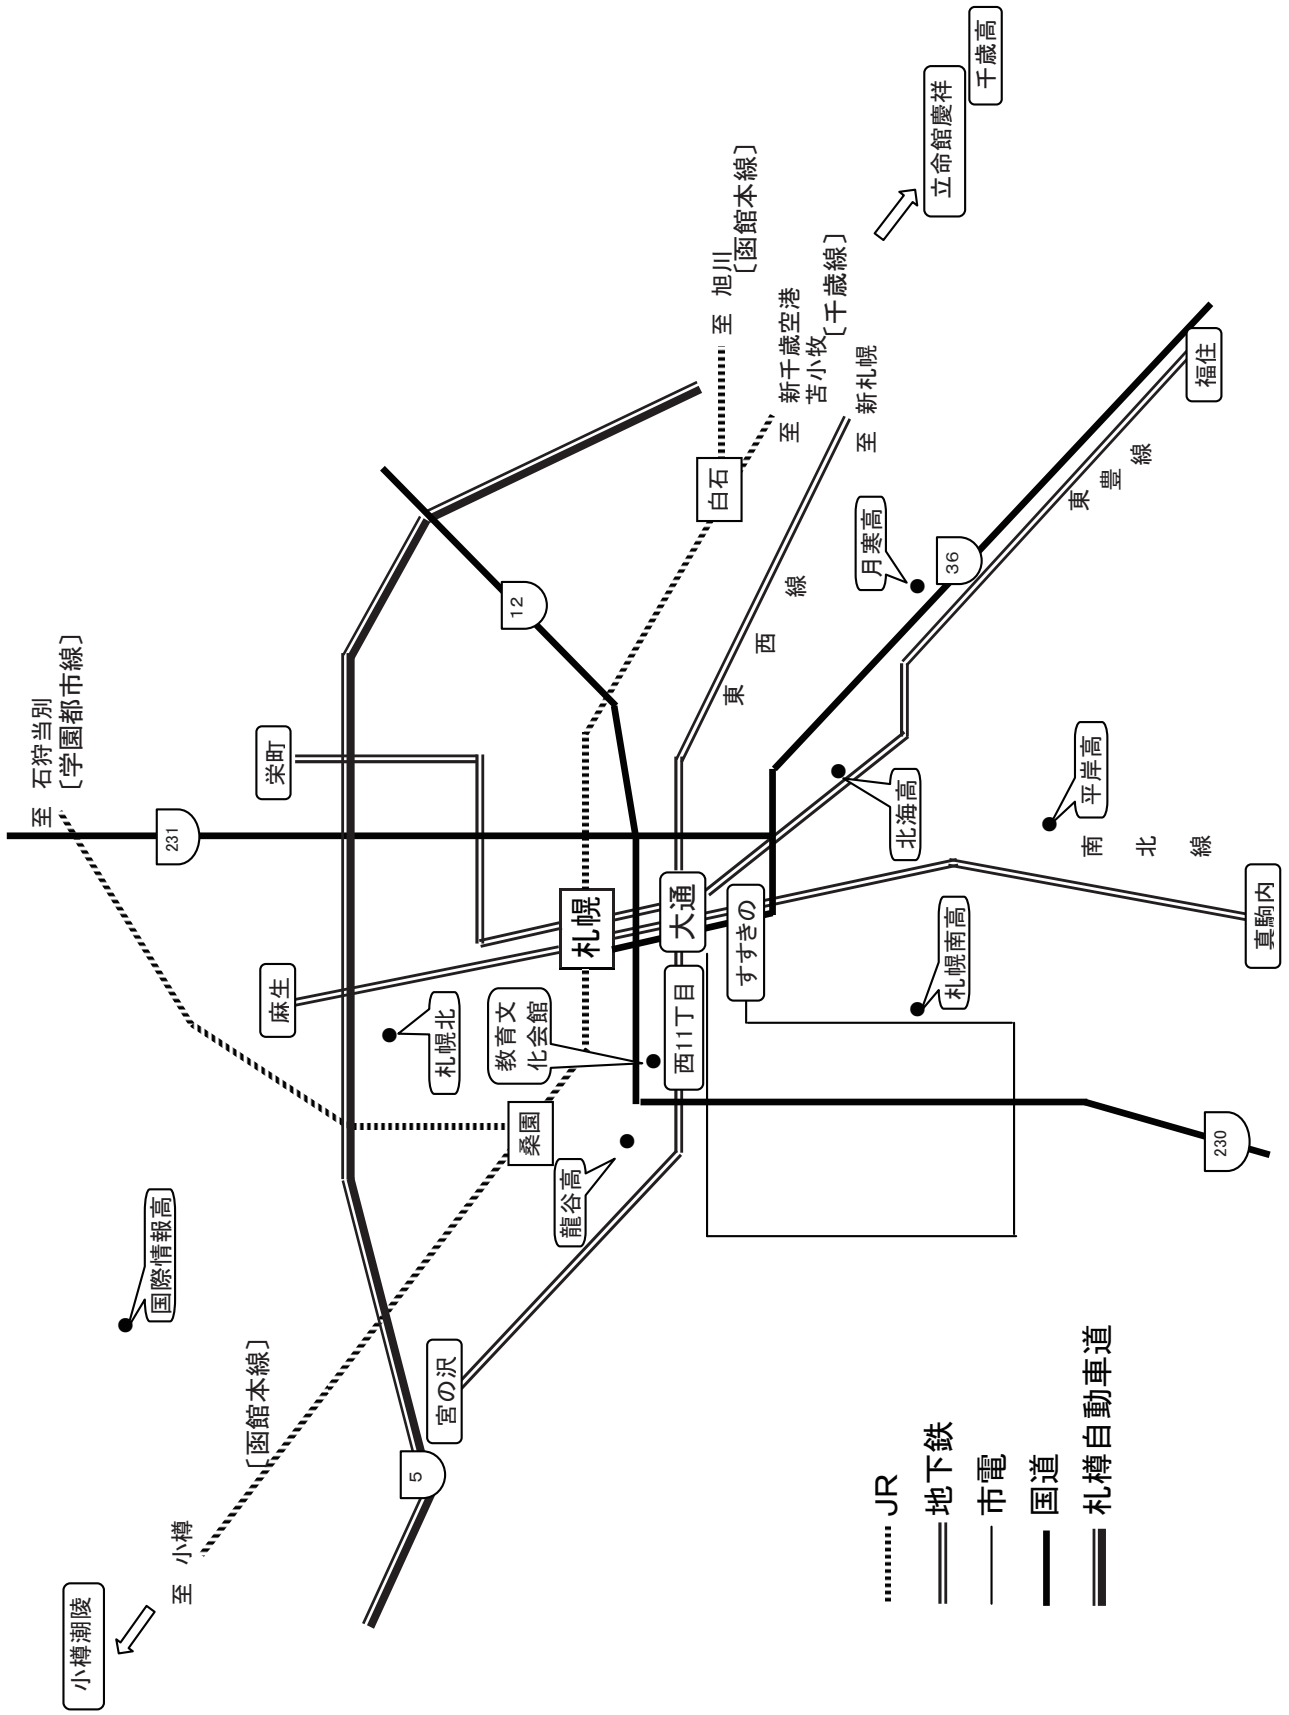 小樽潮陵
至 小樽
〔函館本線〕
国際情報高
至 石狩当別
〔学園都市線〕
231
栄町
麻生
札幌北
5
宮の沢
桑園
龍谷高
教育文
化会館
札幌
大通
西11丁目
すすきの
12
白石
至 旭川
〔函館本線〕
至 新千歳空港
苫小牧
〔千歳線〕
至 新札幌
東西線
立命館慶祥
千歳高
月寒高
36
福住
東豊線
北海高
平岸高
南北線
札幌南高
真駒内
230
JR
地下鉄
市電
国道
札樽自動車道